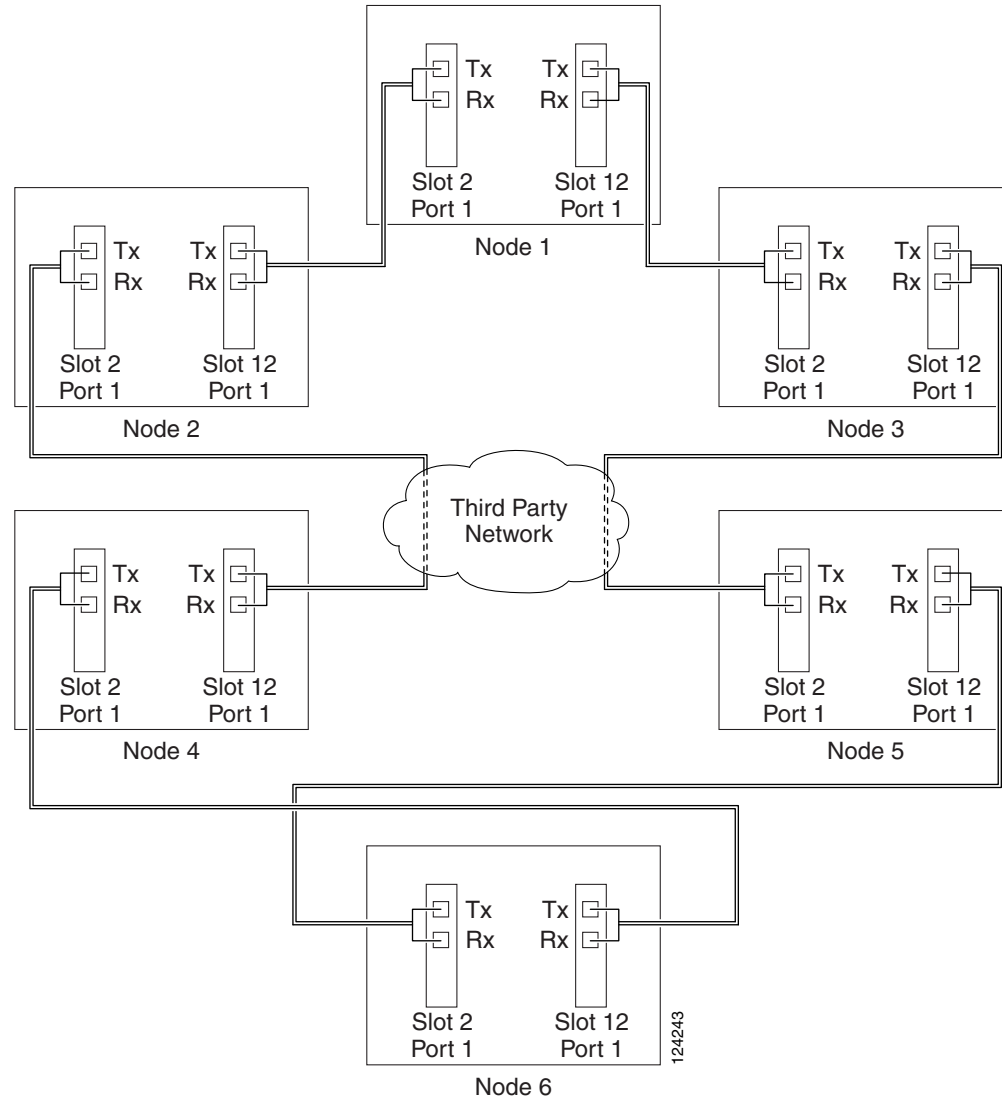 Tx
Rx
Slot 2
Port 1
Tx
Rx
Slot 12
Port 1
Node 1
Tx
Rx
Slot 2
Port 1
Tx
Rx
Slot 12
Port 1
Node 2
Tx
Rx
Slot 2
Port 1
Tx
Rx
Slot 12
Port 1
Node 3
Third Party
Network
Tx
Rx
Slot 2
Port 1
Tx
Rx
Slot 12
Port 1
Node 4
Tx
Rx
Slot 2
Port 1
Tx
Rx
Slot 12
Port 1
Node 5
Tx
Rx
Slot 2
Port 1
Tx
Rx
Slot 12
Port 1
Node 6
124243